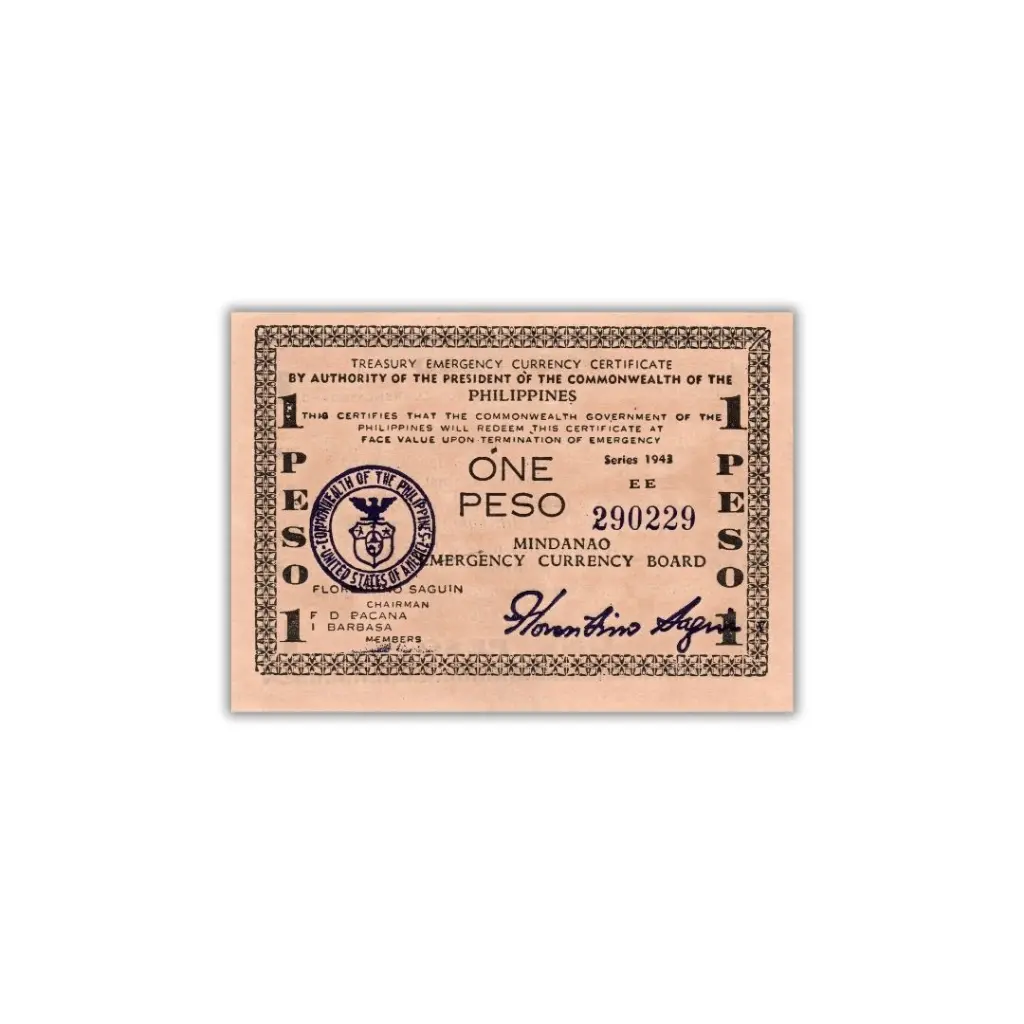 TREASURY EMERGENCY CURRENCY CERTIFICATE
BY AUTHORITY OF THE PRESIDENT OF THE COMMONWEALTH OF THE
PHILIPPINES
THIS CERTIFIES THAT THE COMMONWEALTH GOVERNMENT OF THE
PHILIPPINES WILL REDEEM THIS CERTIFICATE AT
FACE VALUE UPON TERMINATION OF EMERGENCY
1 PESO 1
1 PESO 1
ONE
PESO
Series 1943
EE
290229
COMMONWEALTH OF THE PHILIPPINES
UNITED STATES OF AMERICA
MINDANAO
EMERGENCY CURRENCY BOARD
FLORENTINO SAGUIN
CHAIRMAN
F D PACANA
I BARBASA
MEMBERS
Florentino Saguin